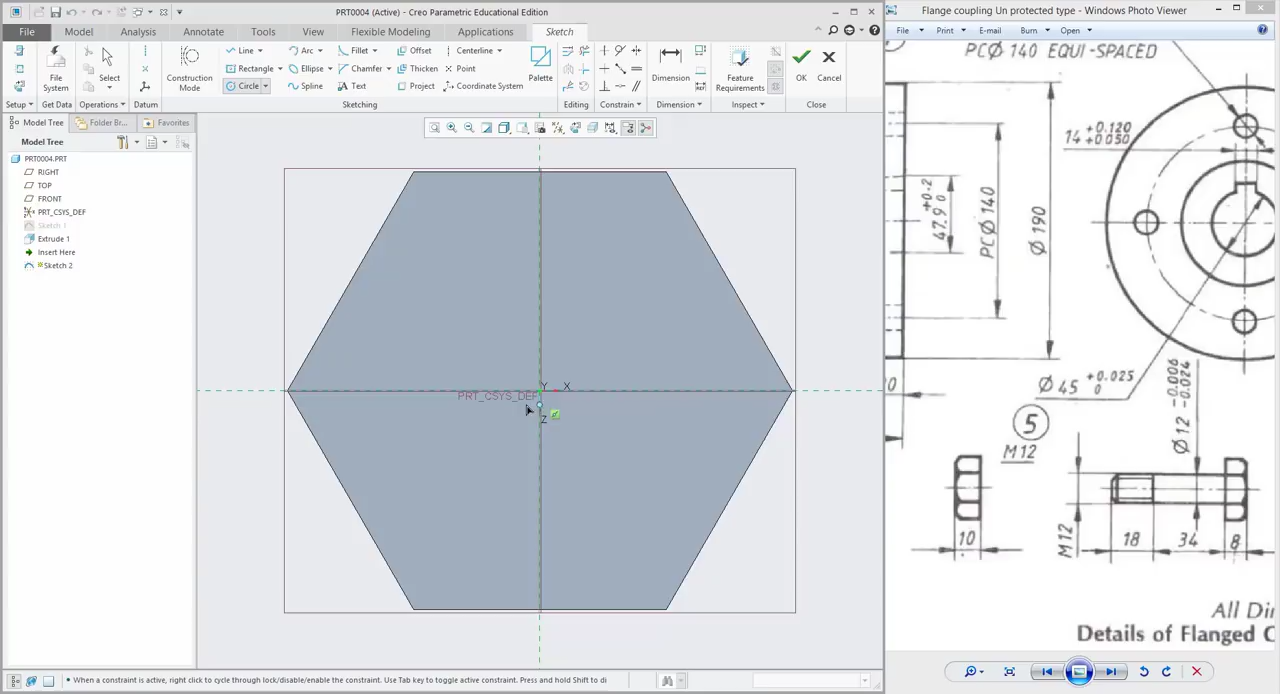 PRT0004 (Active) - Creo Parametric Educational Edition
File Model Analysis Annotate Tools View Flexible Modeling Applications Sketch
File System
Select
Construction Mode
Line Arc Fillet Offset Centerline
Rectangle Ellipse Chamfer Thicken Point
Circle Spline Text Project Coordinate System
Palette
Dimension
Feature Requirements
OK
Cancel
Setup Get Data Operations Datum Sketching Editing Constrain Dimension Inspect Close
Model Tree Folder Br... Favorites
Model Tree
PRT0004.PRT
RIGHT
TOP
FRONT
PRT_CSYS_DEF
Sketch 1
Extrude 1
Insert Here
Sketch 2
Y X
PRT_CSYS_DEF
Z
When a constraint is active, right click to cycle through lock/disable/enable the constraint. Use Tab to toggle active constraint. Press and hold Shift to di
Flange coupling Un protected type - Windows Photo Viewer
File Print E-mail Burn Open
PCØ 140 EQUI-SPACED
14 +0.120 +0.050
47.9 +0.2 0
PCØ 140
Ø 190
Ø 45 +0.025 0
Ø 12 -0.006 -0.024
5
M12
10
M12
18 34 8
All Di
Details of Flanged C